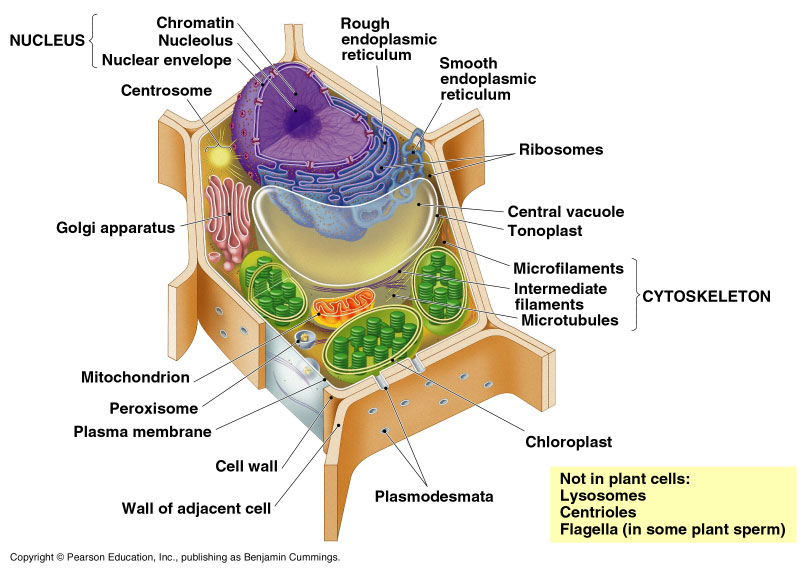 NUCLEUS
Chromatin
Nucleolus
Nuclear envelope
Centrosome
Rough
endoplasmic
reticulum
Smooth
endoplasmic
reticulum
Ribosomes
Golgi apparatus
Central vacuole
Tonoplast
Microfilaments
Intermediate
filaments
Microtubules
CYTOSKELETON
Mitochondrion
Peroxisome
Plasma membrane
Cell wall
Wall of adjacent cell
Plasmodesmata
Chloroplast
Not in plant cells:
Lysosomes
Centrioles
Flagella (in some plant sperm)
Copyright © Pearson Education, Inc., publishing as Benjamin Cummings.